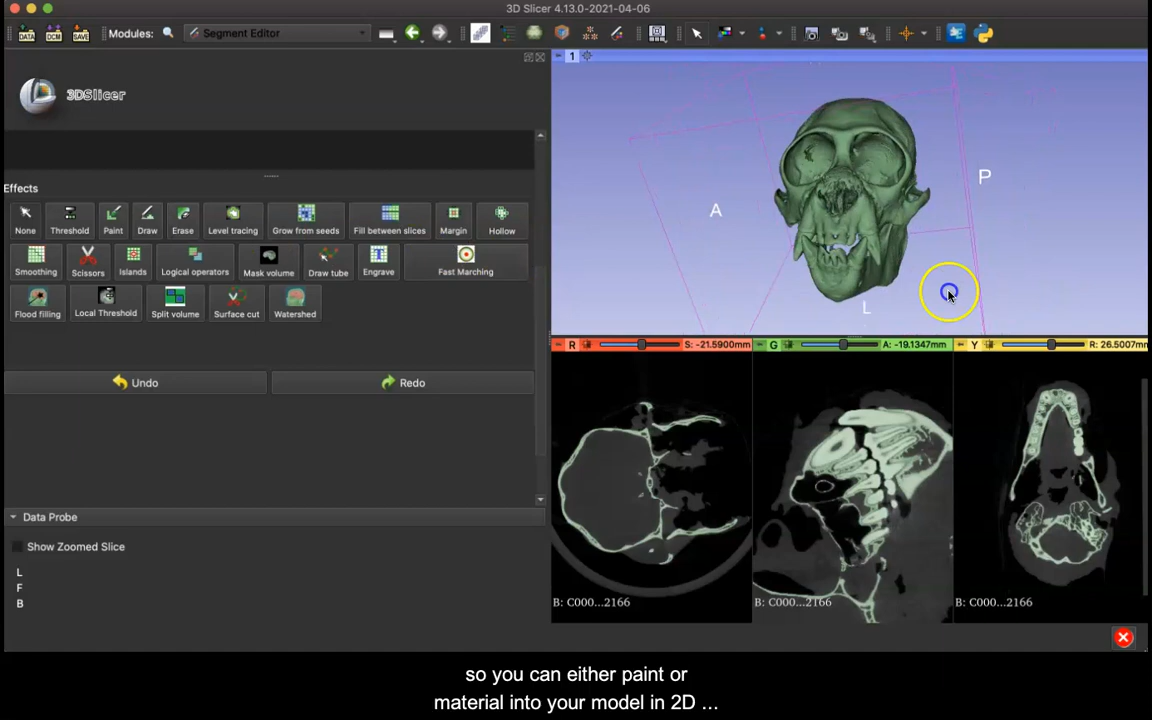 3D Slicer 4.13.0-2021-04-06
DATA DCM SAVE Modules: Segment Editor
1
3DSlicer
Effects
None Threshold Paint Draw Erase Level tracing Grow from seeds Fill between slices Margin Hollow
Smoothing Scissors Islands Logical operators Mask volume Draw tube Engrave Fast Marching
Flood filling Local Threshold Split volume Surface cut Watershed
Undo Redo
Data Probe
Show Zoomed Slice
L
F
B
A
P
L
R S: -21.5900mm G A: -19.1347mm Y R: 26.5007mm
B: C000...2166 B: C000...2166 B: C000...2166
so you can either paint or
material into your model in 2D ...